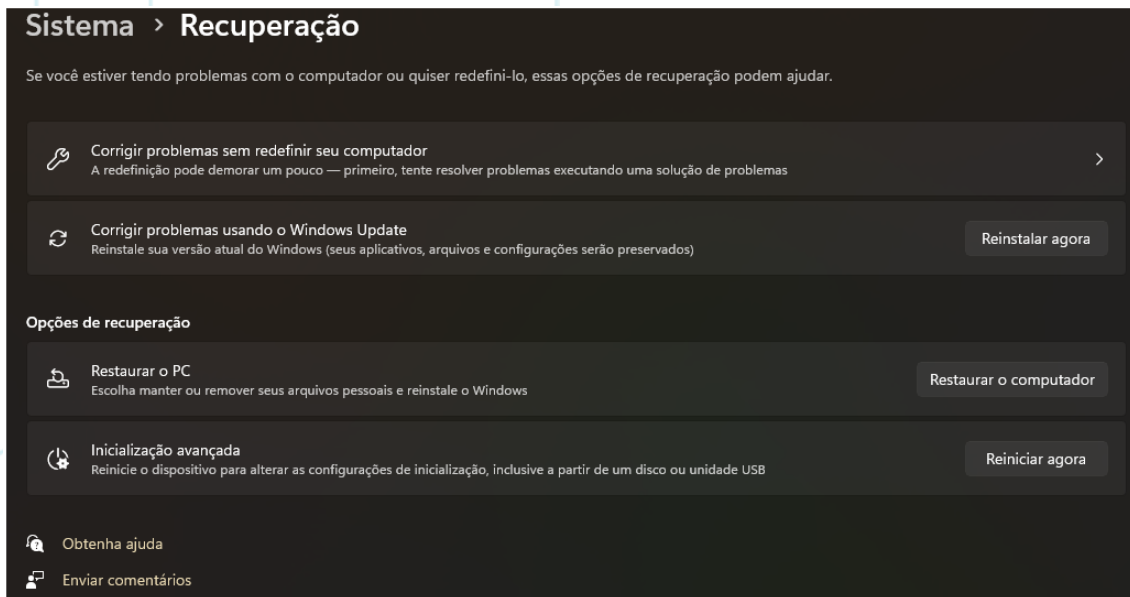 Sistema > Recuperação
Se você estiver tendo problemas com o computador ou quiser redefini-lo, essas opções de recuperação podem ajudar.
Corrigir problemas sem redefinir seu computador
A redefinição pode demorar um pouco — primeiro, tente resolver problemas executando uma solução de problemas
Corrigir problemas usando o Windows Update
Reinstale sua versão atual do Windows (seus aplicativos, arquivos e configurações serão preservados)
Reinstalar agora
Opções de recuperação
Restaurar o PC
Escolha manter ou remover seus arquivos pessoais e reinstale o Windows
Restaurar o computador
Inicialização avançada
Reinicie o dispositivo para alterar as configurações de inicialização, inclusive a partir de um disco ou unidade USB
Reiniciar agora
Obtenha ajuda
Enviar comentários